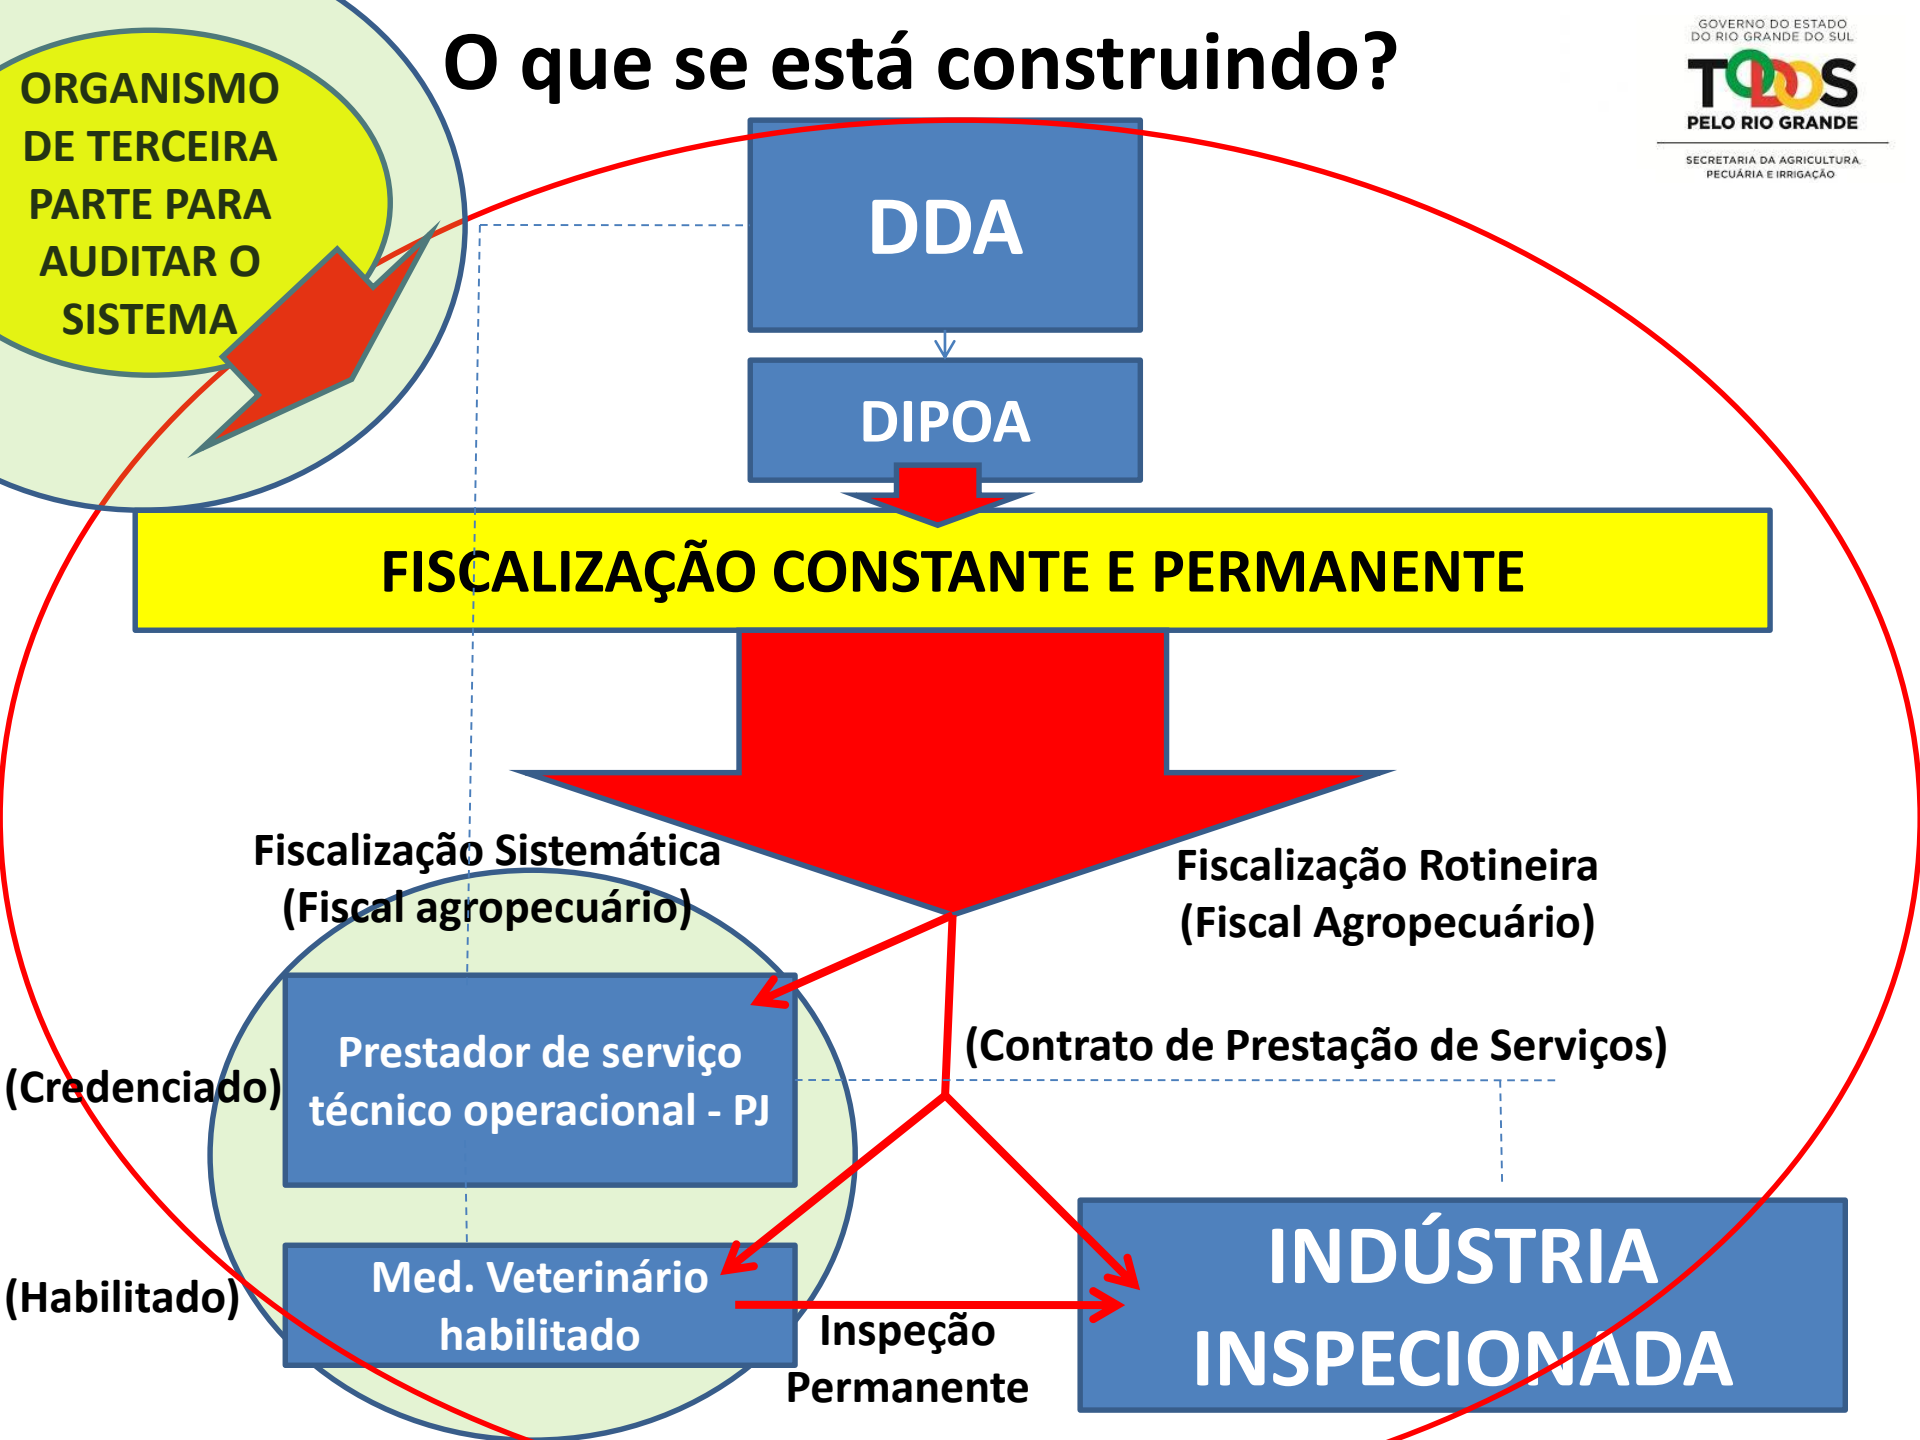 O que se está construindo?
GOVERNO DO ESTADO
DO RIO GRANDE DO SUL
TODOS
PELO RIO GRANDE
SECRETARIA DA AGRICULTURA
PECUÁRIA E IRRIGAÇÃO
ORGANISMO
DE TERCEIRA
PARTE PARA
AUDITAR O
SISTEMA
DDA
DIPOA
FISCALIZAÇÃO CONSTANTE E PERMANENTE
Fiscalização Sistemática
(Fiscal agropecuário)
Fiscalização Rotineira
(Fiscal Agropecuário)
(Credenciado)
Prestador de serviço
técnico operacional - PJ
(Contrato de Prestação de Serviços)
(Habilitado)
Med. Veterinário
habilitado
Inspeção
Permanente
INDÚSTRIA
INSPECIONADA